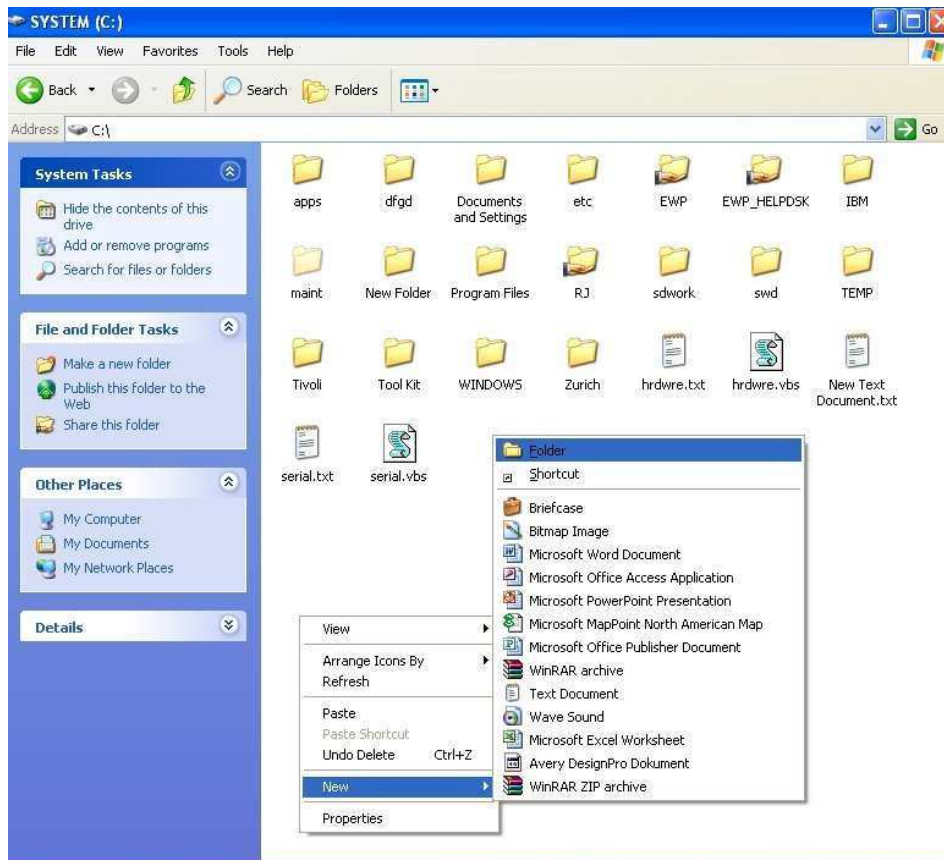 SYSTEM (C:)
File Edit View Favorites Tools Help
Back Search Folders
Address C:\ Go
System Tasks
Hide the contents of this
drive
Add or remove programs
Search for files or folders
File and Folder Tasks
Make a new folder
Publish this folder to the
Web
Share this folder
Other Places
My Computer
My Documents
My Network Places
Details
apps dfgd Documents
and Settings etc EWP EWP_HELPDSK IBM
maint New Folder Program Files RJ sdwork swd TEMP
Tivoli Tool Kit WINDOWS Zurich hrdwre.txt hrdwre.vbs New Text
Document.txt
serial.txt serial.vbs
View
Arrange Icons By
Refresh
Paste
Paste Shortcut
Undo Delete Ctrl+Z
New
Properties
Folder
Shortcut
Briefcase
Bitmap Image
Microsoft Word Document
Microsoft Office Access Application
Microsoft PowerPoint Presentation
Microsoft MapPoint North American Map
Microsoft Office Publisher Document
WinRAR archive
Text Document
Wave Sound
Microsoft Excel Worksheet
Avery DesignPro Dokument
WinRAR ZIP archive